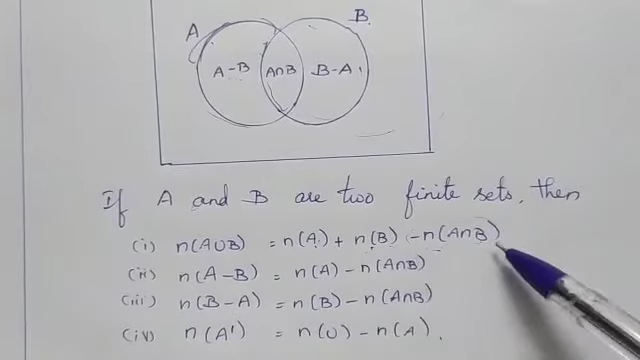 A B
A-B A∩B B-A
If A and B are two finite sets, then
(i) n(A∪B) = n(A) + n(B) - n(A∩B)
(ii) n(A-B) = n(A) - n(A∩B)
(iii) n(B-A) = n(B) - n(A∩B)
(iv) n(A') = n(U) - n(A).